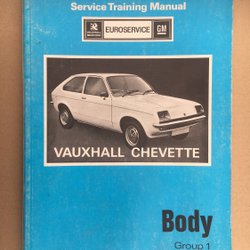 Service Training Manual
EUROSERVICE
GM
VAUXHALL CHEVETTE
Body
Group 1